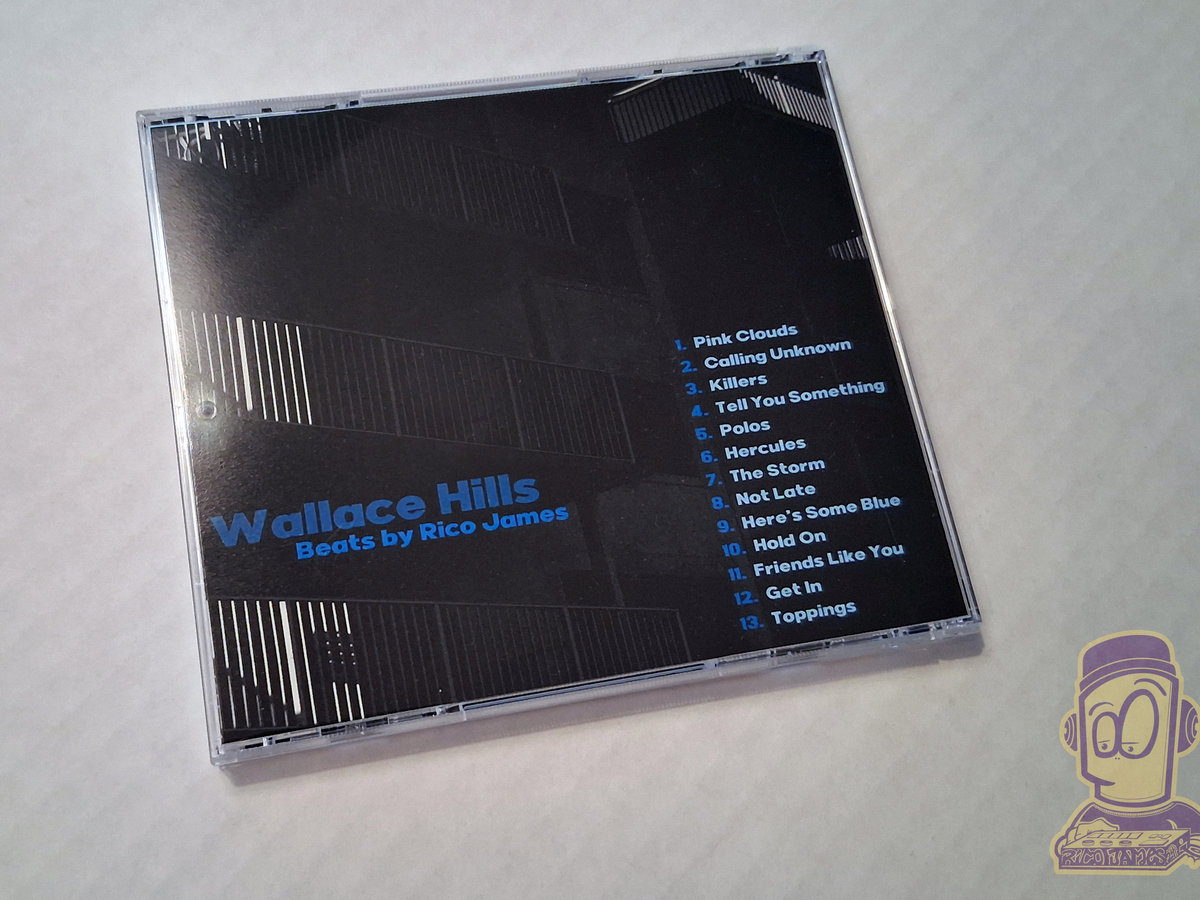 Wallace Hills
Beats by Rico James
1. Pink Clouds
2. Calling Unknown
3. Killers
4. Tell You Something
5. Polos
6. Hercules
7. The Storm
8. Not Late
9. Here's Some Blue
10. Hold On
11. Friends Like You
12. Get In
13. Toppings
RICO JAMES